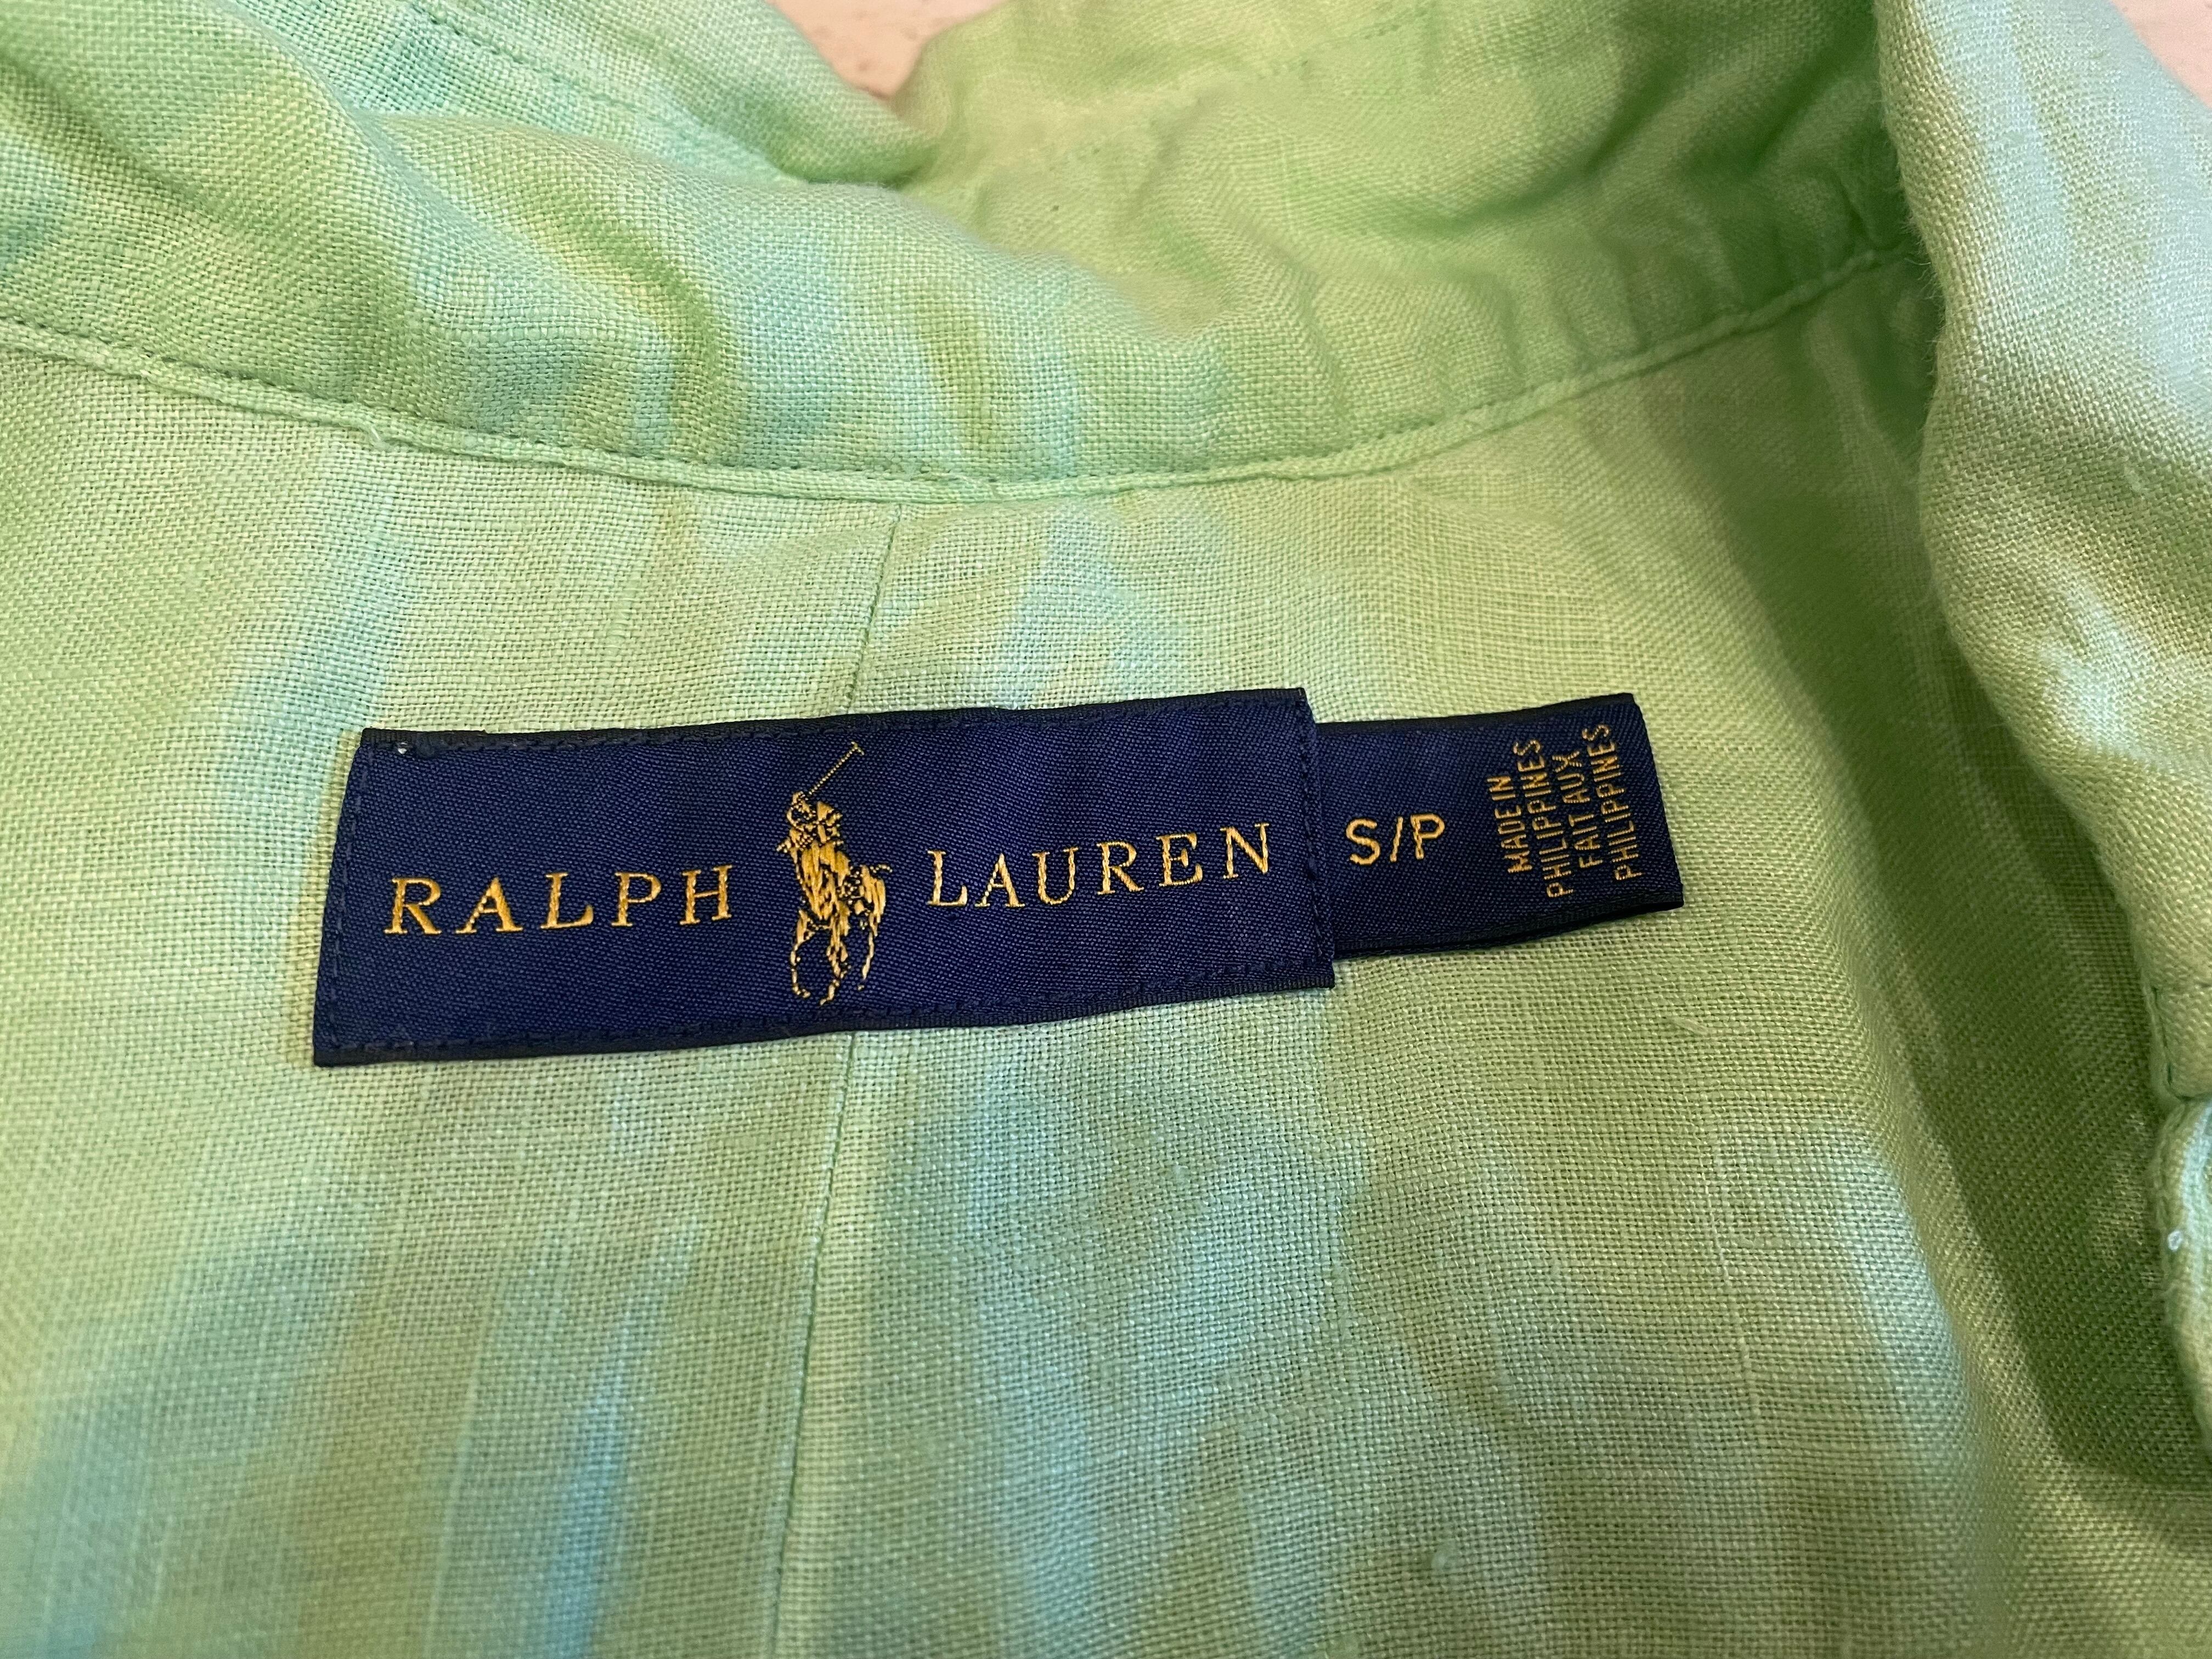 RALPH LAUREN
S/P
MADE IN
PHILIPPINES
FAIT AUX
PHILIPPINES